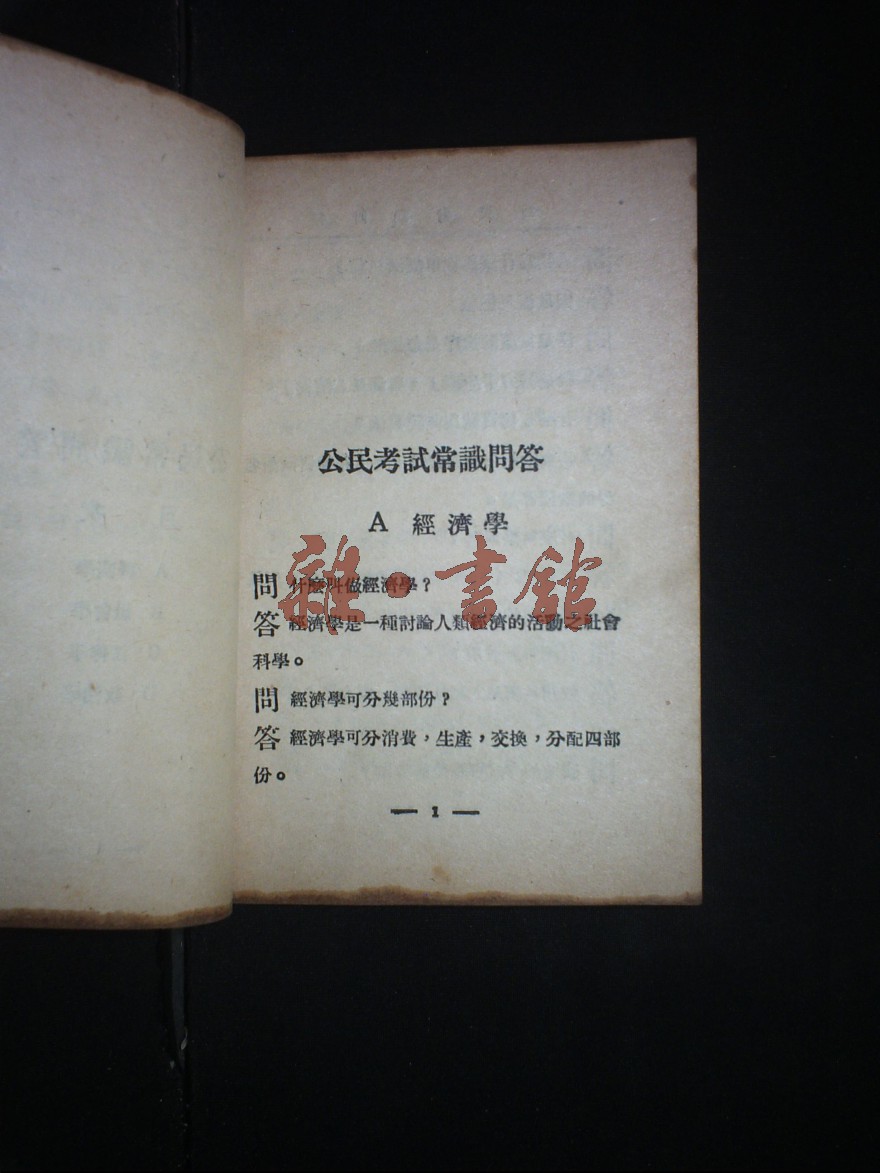 公民考試常識問答
A 經濟學
問 什麼叫做經濟學？
雜·書館
答 經濟學是一種討論人類經濟的活動之社會
科學。
問 經濟學可分幾部份？
答 經濟學可分消費，生產，交換，分配四部
份。
— 1 —